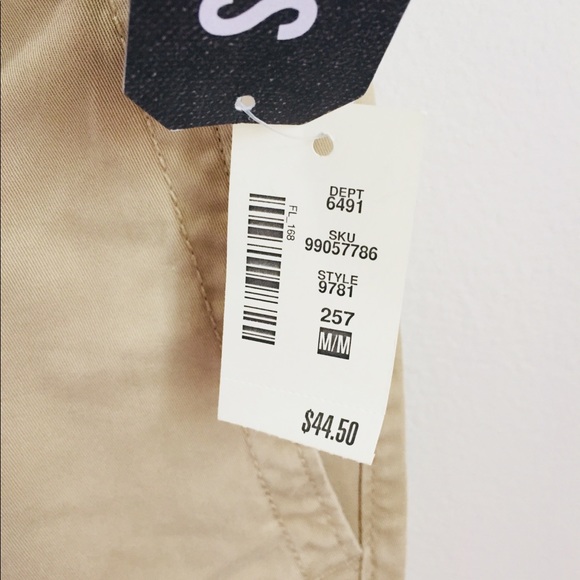 S
DEPT
6491
FL_168
SKU
99057786
STYLE
9781
257
M/M
$44.50